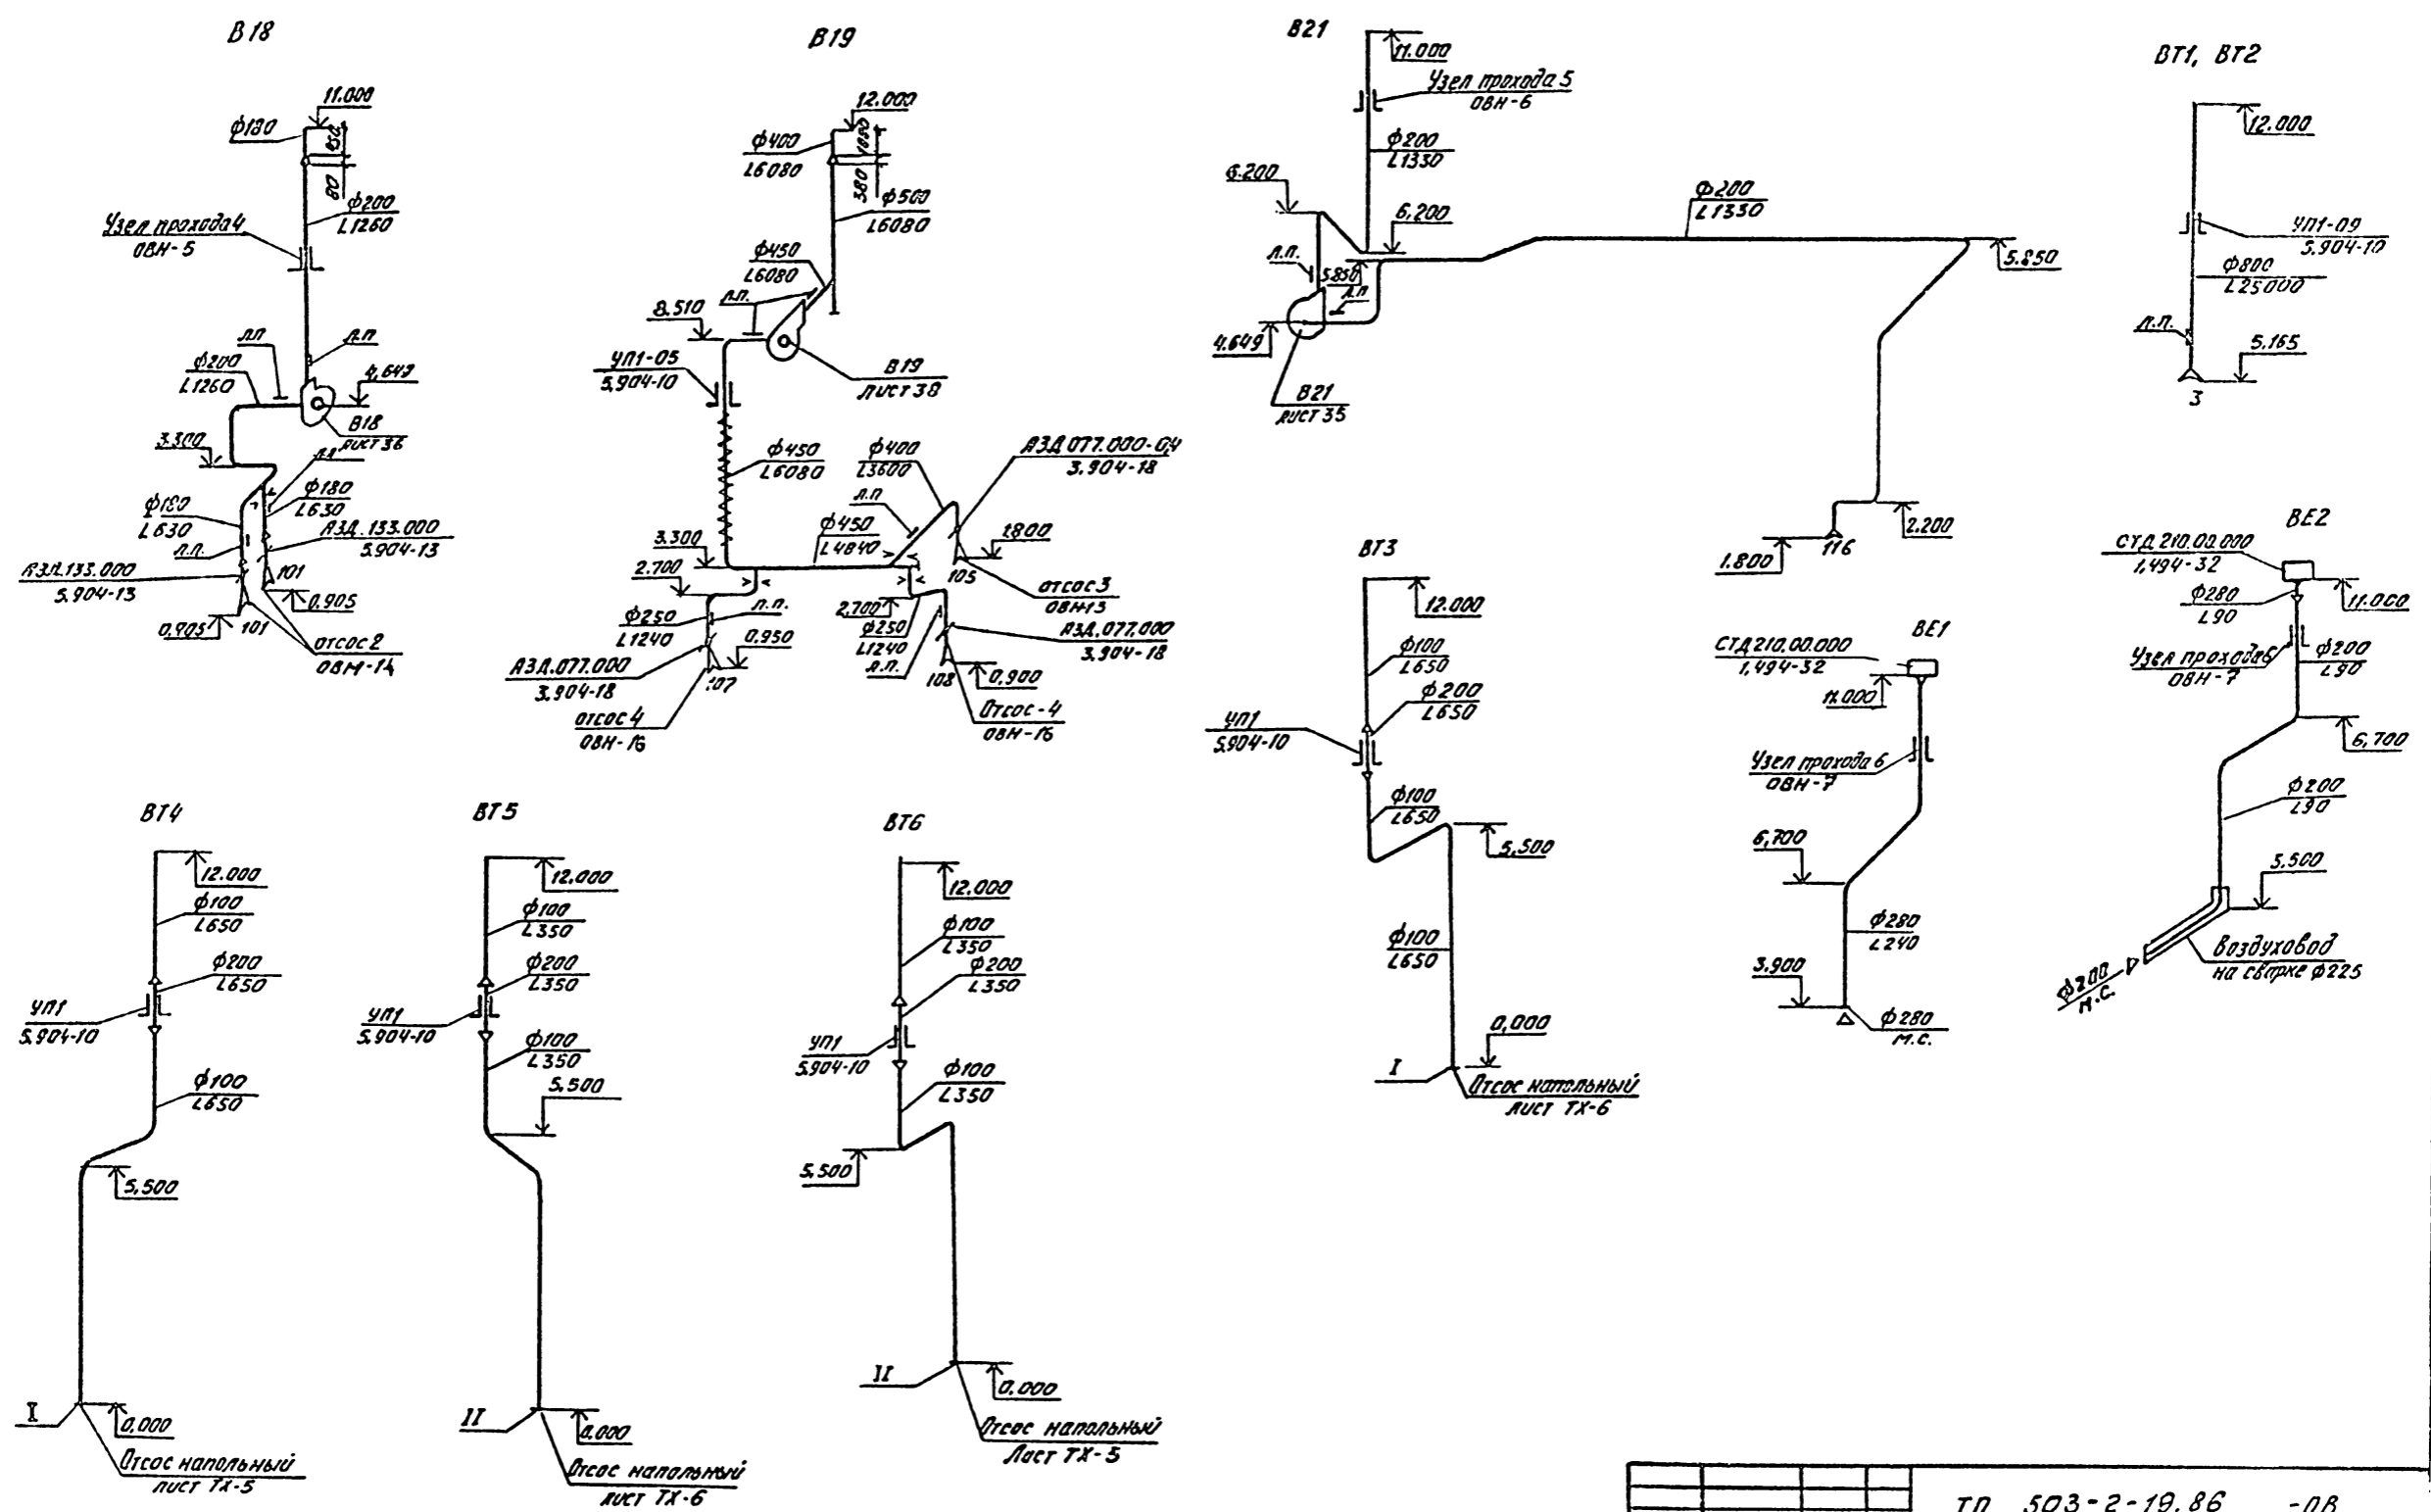 В18
11.000
ф180
850
80
ф200
L1260
Узел прохода 4
ОВН-5
л.п
л.п
ф200
L1260
4,649
В18
лист 36
3.300
л.п
ф180
L630
ф180
L630
АЗД.133.000
5.904-13
л.п.
АЗД.133.000
5.904-13
101
0.905
0.905
101
отсос 2
ОВН-14
В19
12.000
ф400
L6080
1650
380
ф500
L6080
ф450
L6080
л.п.
8.510
УП1-05
5.904-10
В19
лист 38
ф450
L6080
ф400
L3600
АЗД.077.000-04
3.904-18
л.п
ф450
L4840
3.300
1.800
2.700
105
отсос 3
ОВН13
ф250
L1240
л.п.
0.950
2.700
ф250
L1240
л.п.
АЗД.077.000
3.904-18
АЗД.077.000
3.904-18
107
108
0,900
отсос 4
ОВН-16
Отсос-4
ОВН-16
В21
11.000
Узел прохода 5
ОВН-6
ф200
L1330
6.200
6,200
л.п.
5.850
л.п
4.649
В21
лист 35
ф200
L1330
5.850
2.200
1.800
116
ВТ1, ВТ2
12.000
УП1-09
5.904-10
ф800
L25000
л.п.
5.165
3
ВТ3
12.000
ф100
L650
ф200
L650
УП1
5.904-10
ф100
L650
5,500
ф100
L650
0,000
I
Отсос напольный
лист ТХ-6
ВЕ1
СТД210.00.000
1.494-32
11.000
Узел прохода 6
ОВН-7
6,700
ф280
L240
3.900
ф280
м.с.
ВЕ2
СТД.210.00.000
1.494-32
ф280
L90
11.000
Узел прохода 6
ОВН-7
ф200
L90
6,700
ф200
L90
5.500
Воздуховод
на сварке ф225
ф200
м.с.
ВТ4
12.000
ф100
L650
ф200
L650
УП1
5.904-10
ф100
L650
5,500
I
0,000
Отсос напольный
лист ТХ-5
ВТ5
12.000
ф100
L350
ф200
L350
УП1
5.904-10
ф100
L350
5.500
II
0,000
Отсос напольный
лист ТХ-6
ВТ6
12.000
ф100
L350
ф200
L350
УП1
5.904-10
ф100
L350
5,500
II
0,000
Отсос напольный
Лист ТХ-5
ТП 503-2-19.86 -ОВ